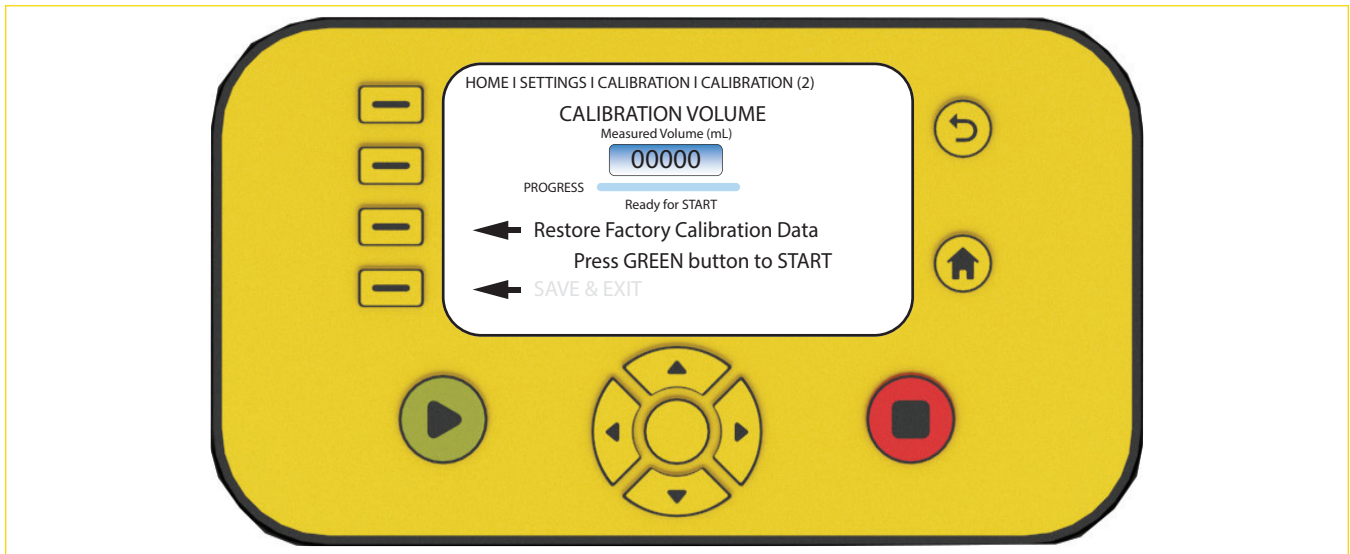 HOME I SETTINGS I CALIBRATION I CALIBRATION (2)
CALIBRATION VOLUME
Measured Volume (mL)
00000
PROGRESS
Ready for START
Restore Factory Calibration Data
Press GREEN button to START
SAVE & EXIT